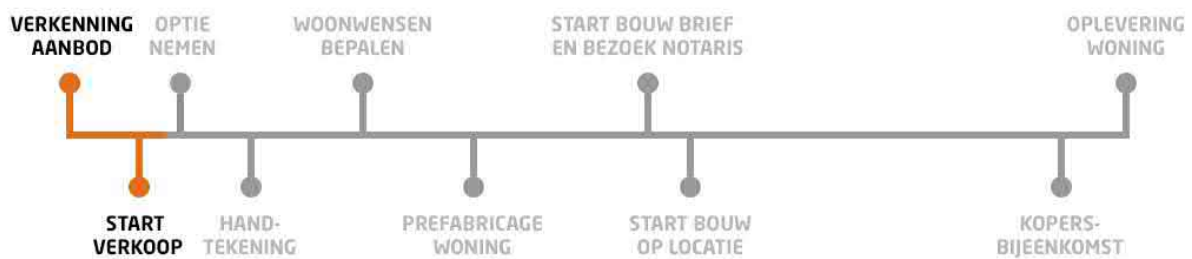 VERKENNING
AANBOD
OPTIE
NEMEN
WOONWENSEN
BEPALEN
START BOUW BRIEF
EN BEZOEK NOTARIS
OPLEVERING
WONING
START
VERKOOP
HAND-
TEKENING
PREFABRICAGE
WONING
START BOUW
OP LOCATIE
KOPERS-
BIJEENKOMST